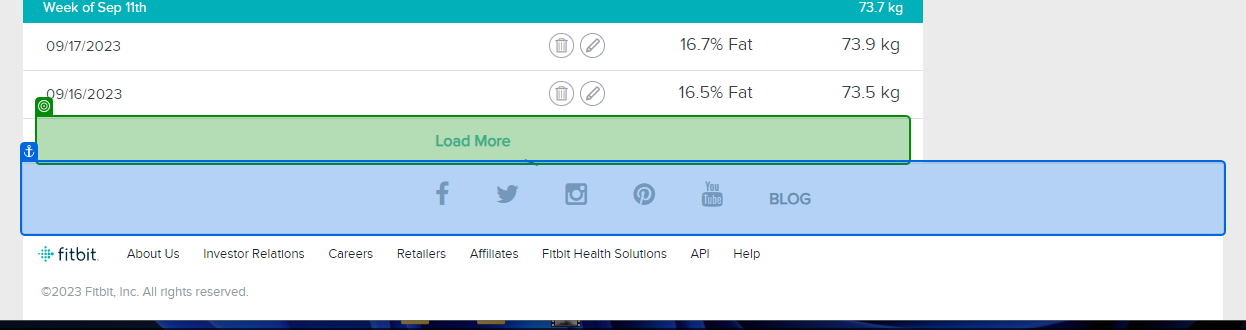 Week of Sep 11th 73.7 kg
09/17/2023 16.7% Fat 73.9 kg
09/16/2023 16.5% Fat 73.5 kg
Load More
You Tube BLOG
fitbit. About Us Investor Relations Careers Retailers Affiliates Fitbit Health Solutions API Help
©2023 Fitbit, Inc. All rights reserved.